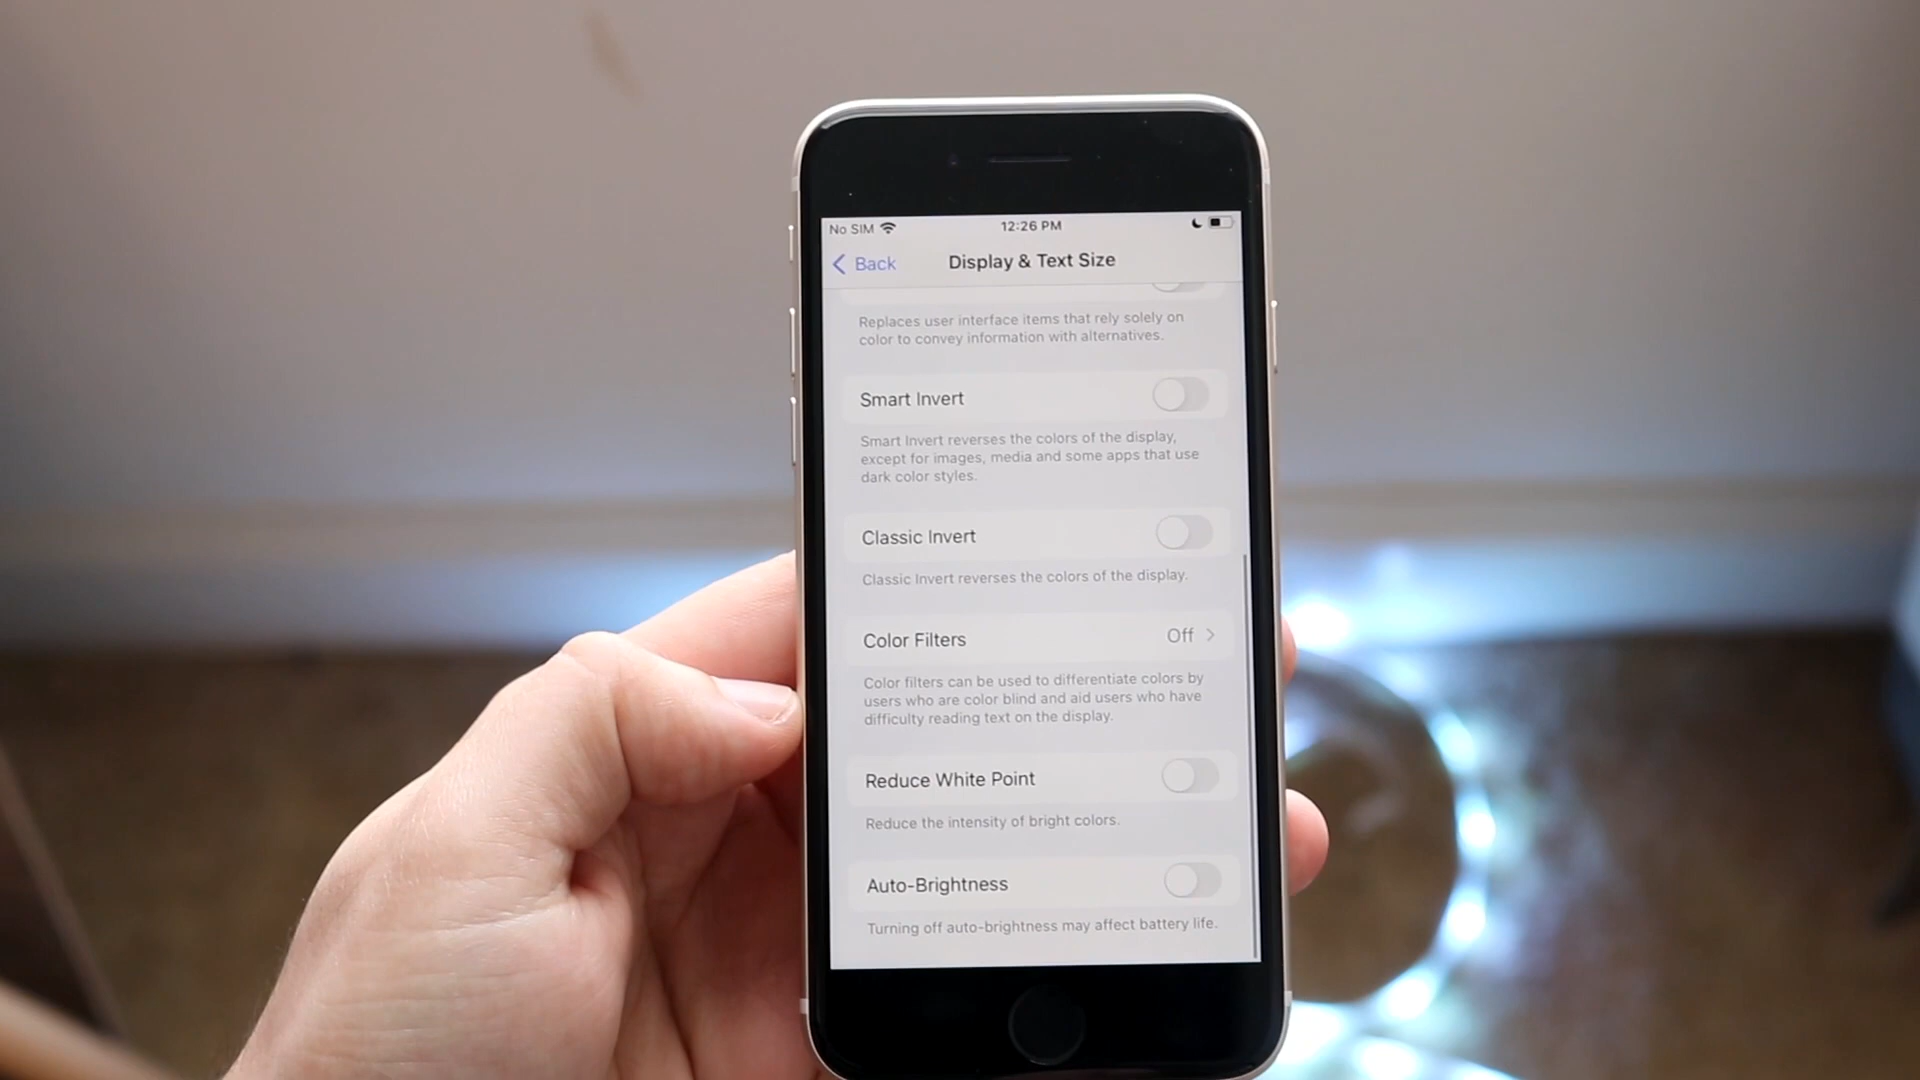 No SIM 12:26 PM
Back Display & Text Size
Replaces user interface items that rely solely on
color to convey information with alternatives.
Smart Invert
Smart Invert reverses the colors of the display,
except for images, media and some apps that use
dark color styles.
Classic Invert
Classic Invert reverses the colors of the display.
Color Filters Off
Color filters can be used to differentiate colors by
users who are color blind and aid users who have
difficulty reading text on the display.
Reduce White Point
Reduce the intensity of bright colors.
Auto-Brightness
Turning off auto-brightness may affect battery life.